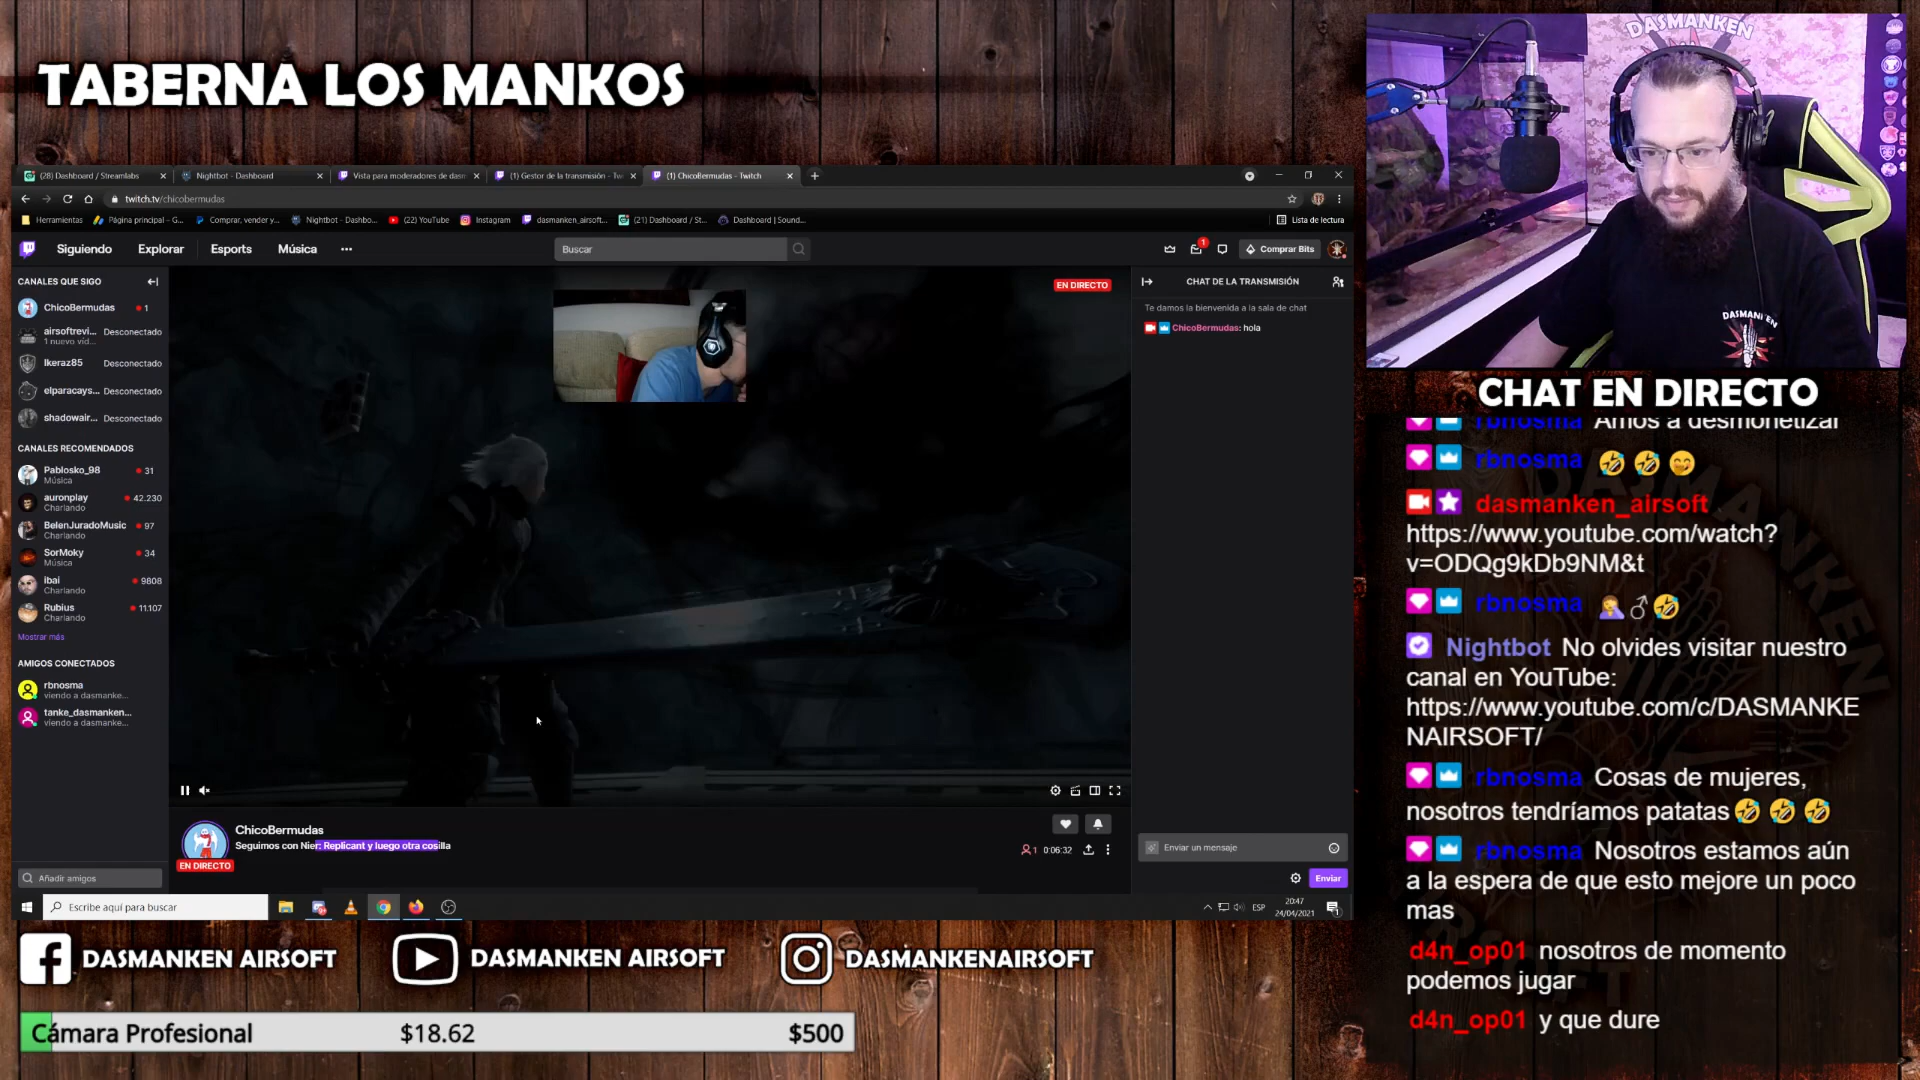 TABERNA LOS MANKOS
(28) Dashboard / Streamlabs
Nightbot - Dashboard
Vista para moderadores de dasm
(1) Gestor de la transmisión - Tw
(1) ChicoBermudas - Twitch
twitch.tv/chicobermudas
Herramientas
Página principal - G...
Comprar, vender y...
Nightbot - Dashbo...
(22) YouTube
Instagram
dasmanken_airsoft...
(21) Dashboard / St...
Dashboard | Sound...
Lista de lectura
Siguiendo
Explorar
Esports
Música
Buscar
1
Comprar Bits
CANALES QUE SIGO
ChicoBermudas
1
airsoftrevi...
Desconectado
1 nuevo víd...
Ikeraz85
Desconectado
elparacays...
Desconectado
shadowair...
Desconectado
CANALES RECOMENDADOS
Pablosko_98
31
Música
auronplay
42.230
Charlando
BelenJuradoMusic
97
Charlando
SorMoky
34
Música
ibai
9808
Charlando
Rubius
11.107
Charlando
Mostrar más
AMIGOS CONECTADOS
rbnosma
viendo a dasmanke...
tanke_dasmanken...
viendo a dasmanke...
Añadir amigos
EN DIRECTO
ChicoBermudas
Seguimos con Nier: Replicant y luego otra cosilla
EN DIRECTO
1 0:06:32
CHAT DE LA TRANSMISIÓN
Te damos la bienvenida a la sala de chat
ChicoBermudas: hola
Enviar un mensaje
Enviar
Escribe aquí para buscar
ESP
20:47
24/04/2021
DASMANKEN
DASMANKEN
CHAT EN DIRECTO
rbnosma Amos a desmonetizar
rbnosma 🤣 🤣 🤭
dasmanken_airsoft
https://www.youtube.com/watch?
v=ODQg9kDb9NM&t
rbnosma 🤦 ♂ 🤣
Nightbot No olvides visitar nuestro
canal en YouTube:
https://www.youtube.com/c/DASMANKE
NAIRSOFT/
rbnosma Cosas de mujeres,
nosotros tendríamos patatas 🤣 🤣 🤣
rbnosma Nosotros estamos aún
a la espera de que esto mejore un poco
mas
d4n_op01 nosotros de momento
podemos jugar
d4n_op01 y que dure
DASMANKEN AIRSOFT
DASMANKEN AIRSOFT
DASMANKENAIRSOFT
Cámara Profesional
$18.62
$500